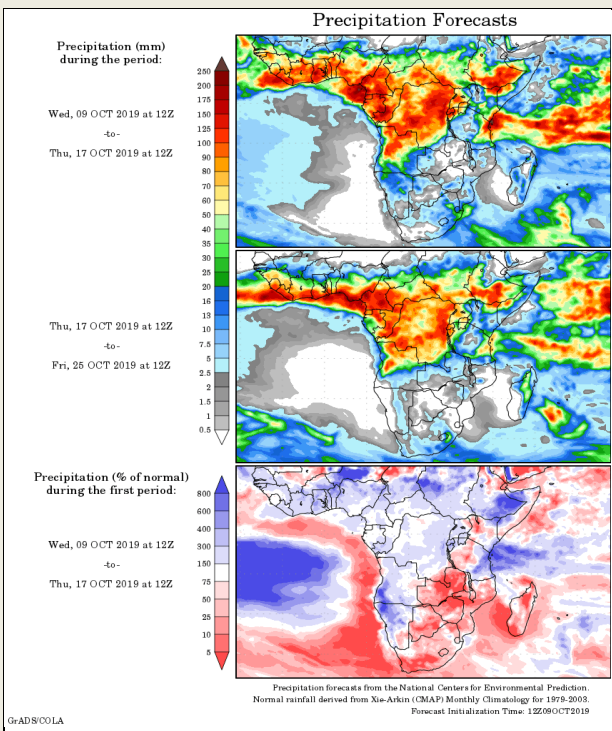 Precipitation Forecasts
Precipitation (mm)
during the period:
Wed, 09 OCT 2019 at 12Z
-to-
Thu, 17 OCT 2019 at 12Z
250
200
175
150
125
100
90
80
70
60
50
40
35
30
25
20
16
13
10
7.5
5
2.5
2
1.5
1
0.5
Thu, 17 OCT 2019 at 12Z
-to-
Fri, 25 OCT 2019 at 12Z
Precipitation (% of normal)
during the first period:
Wed, 09 OCT 2019 at 12Z
-to-
Thu, 17 OCT 2019 at 12Z
800
600
400
300
150
75
50
25
10
5
Precipitation forecasts from the National Centers for Environmental Prediction.
Normal rainfall derived from Xie-Arkin (CMAP) Monthly Climatology for 1979-2003.
Forecast Initialization Time: 12Z09OCT2019
GrADS/COLA